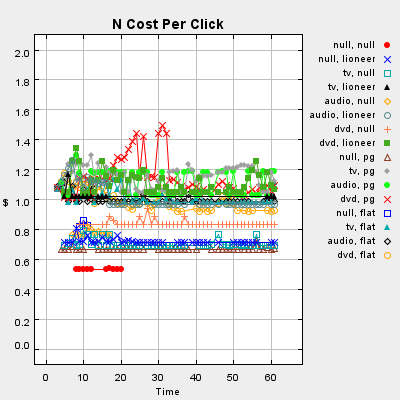 N Cost Per Click
2.0
1.8
1.6
1.4
1.2
1.0
0.8
0.6
0.4
0.2
0.0
$
0 10 20 30 40 50 60
Time
null, null
null, lioneer
tv, null
tv, lioneer
audio, null
audio, lioneer
dvd, null
dvd, lioneer
null, pg
tv, pg
audio, pg
dvd, pg
null, flat
tv, flat
audio, flat
dvd, flat